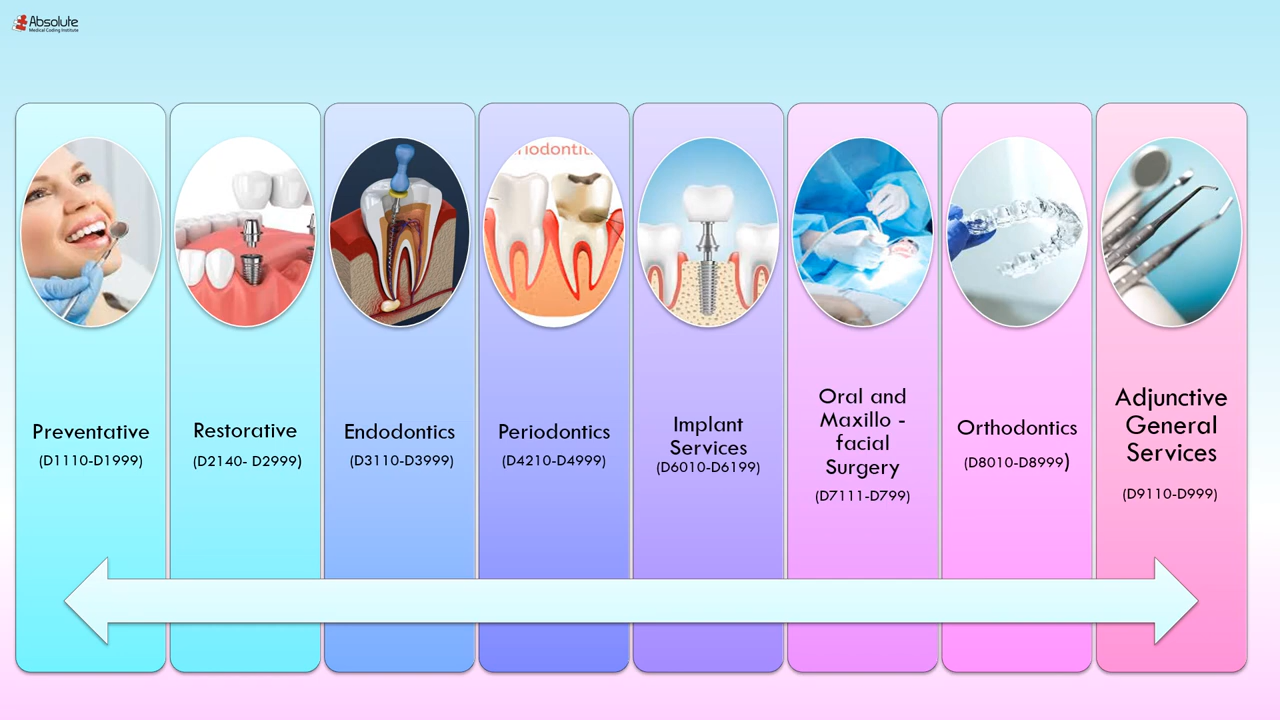 Absolute
Medical Coding Institute
Preventative
(D1110-D1999)
Restorative
(D2140- D2999)
Endodontics
(D3110-D3999)
Periodontics
(D4210-D4999)
Implant
Services
(D6010-D6199)
Oral and
Maxillo -
facial
Surgery
(D7111-D799)
Orthodontics
(D8010-D8999)
Adjunctive
General
Services
(D9110-D999)